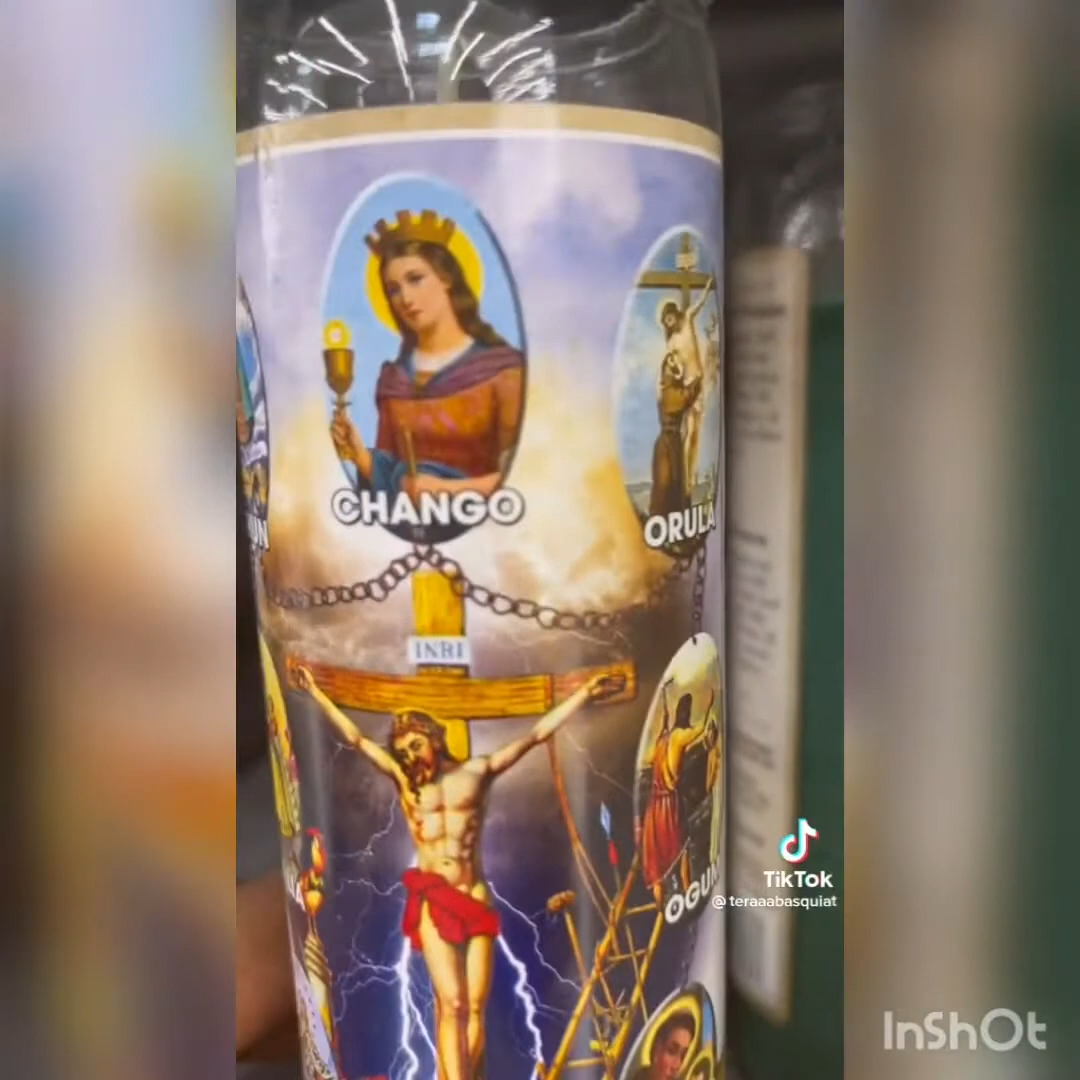 CHANGO
ORULA
INRI
OGUN
TikTok
@teraaabasquiat
InShOt